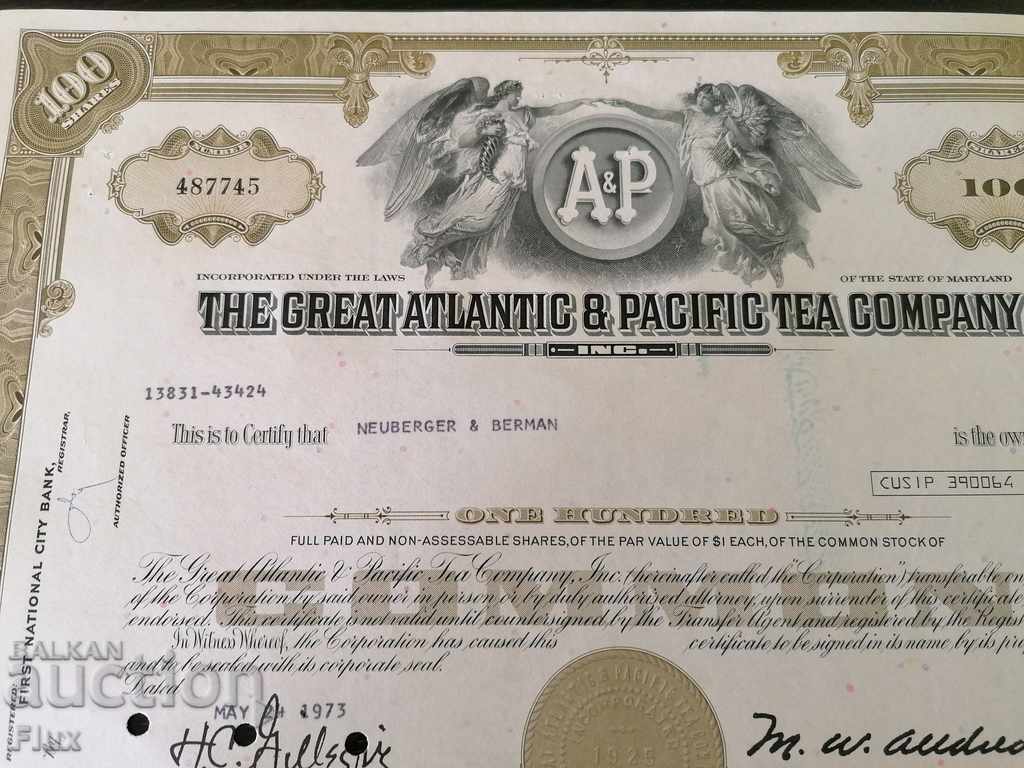 100
SHARES
NUMBER
487745
A&P
SHARES
100
INCORPORATED UNDER THE LAWS
OF THE STATE OF MARYLAND
THE GREAT ATLANTIC & PACIFIC TEA COMPANY
INC.
13831-43424
This is to Certify that NEUBERGER & BERMAN is the own
CUSIP 390064
ONE HUNDRED
FULL PAID AND NON-ASSESSABLE SHARES, OF THE PAR VALUE OF $1 EACH, OF THE COMMON STOCK OF
COMMON
The Great Atlantic & Pacific Tea Company, Inc. (hereinafter called the "Corporation") transferable on
of the Corporation by said owner in person or by duly authorized attorney, upon surrender of this certificate
endorsed. This certificate is not valid until countersigned by the Transfer Agent and registered by the Regist
In Witness Whereof, the Corporation has caused this certificate to be signed in its name, by its pro
and to be sealed with its corporate seal.
Dated
MAY 24 1973
REGISTERED:
FIRST NATIONAL CITY BANK,
REGISTRAR,
AUTHORIZED OFFICER
1925
M. W.
BALKAN
auction
Flux